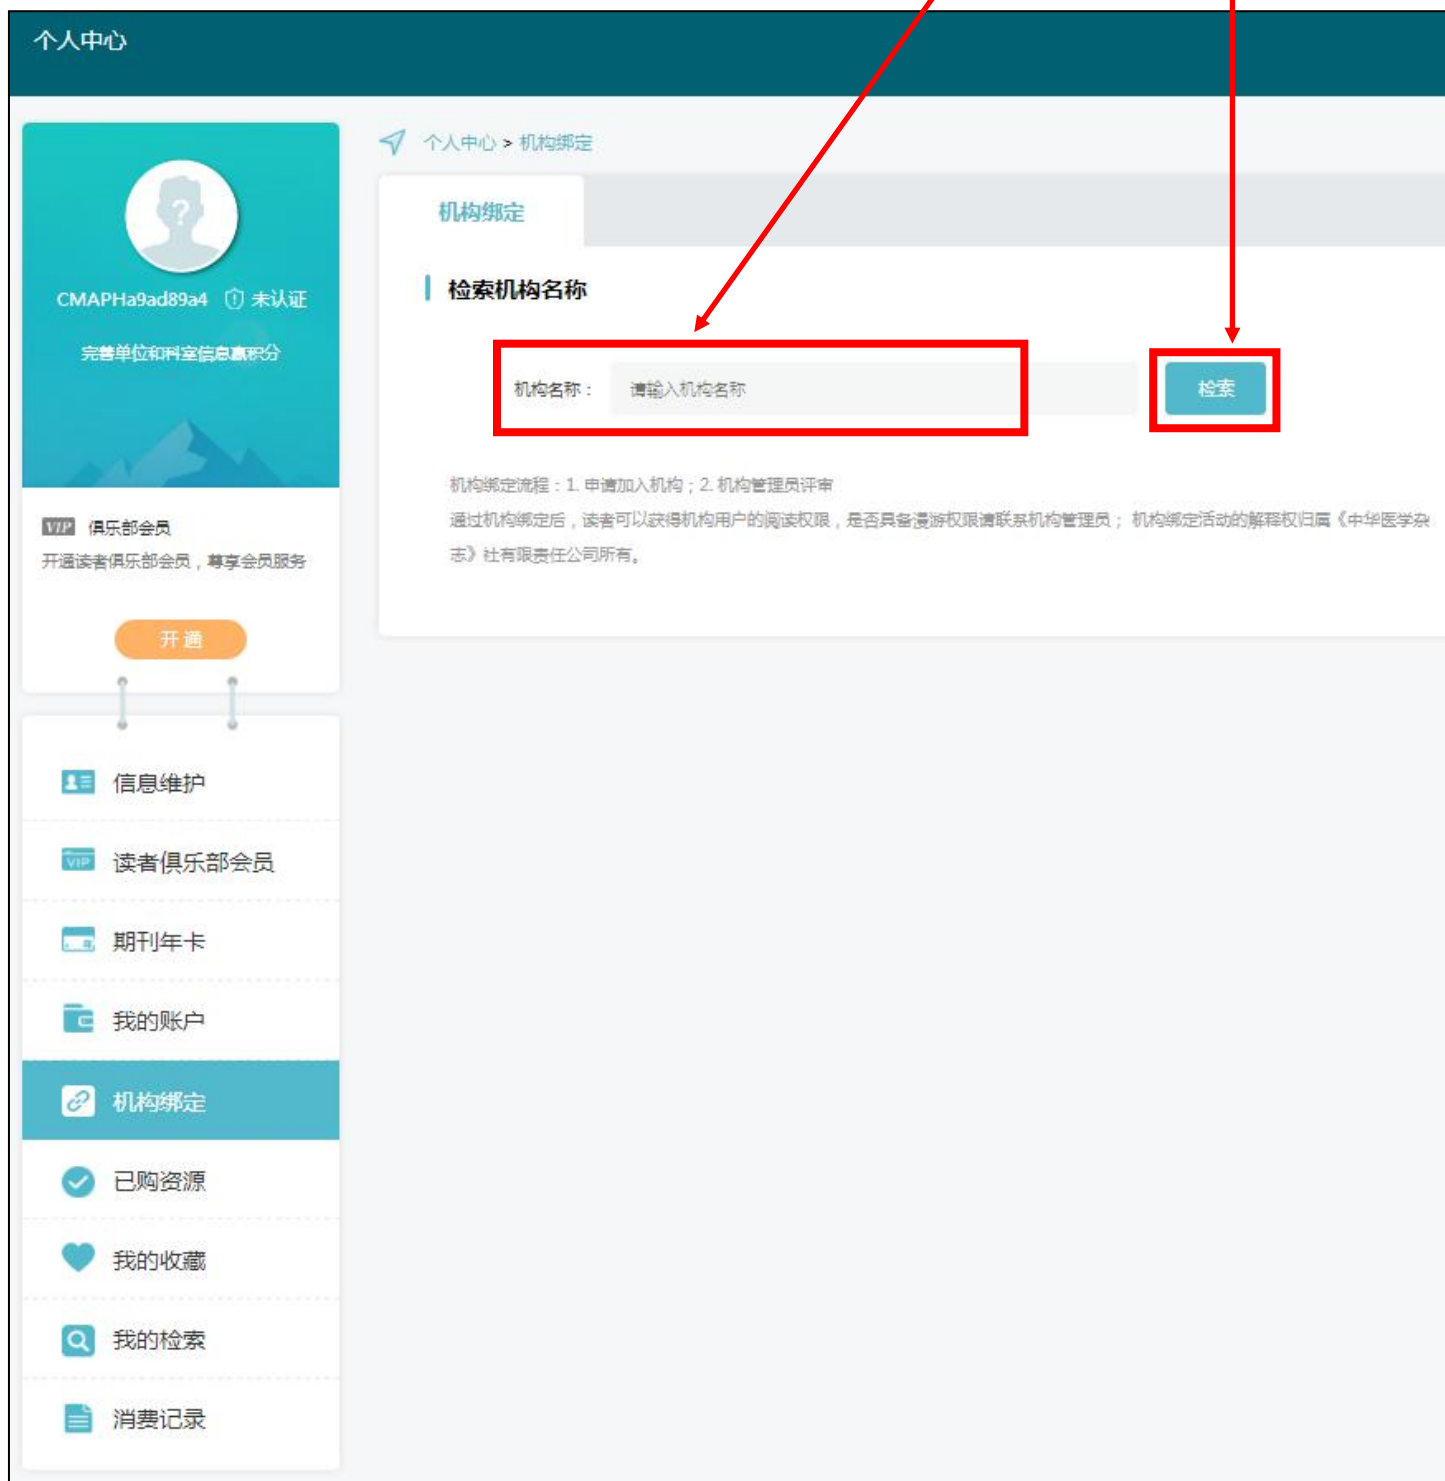 个人中心
个人中心 > 机构绑定
机构绑定
CMAPHa9ad89a4 未认证
完善单位和科室信息赢积分
检索机构名称
机构名称： 请输入机构名称 检索
机构绑定流程：1. 申请加入机构；2. 机构管理员评审
通过机构绑定后，读者可以获得机构用户的阅读权限，是否具备漫游权限请联系机构管理员； 机构绑定活动的解释权归属《中华医学杂
志》社有限责任公司所有。
VIP 俱乐部会员
开通读者俱乐部会员，尊享会员服务
开通
信息维护
VIP 读者俱乐部会员
期刊年卡
我的账户
机构绑定
已购资源
我的收藏
我的检索
消费记录